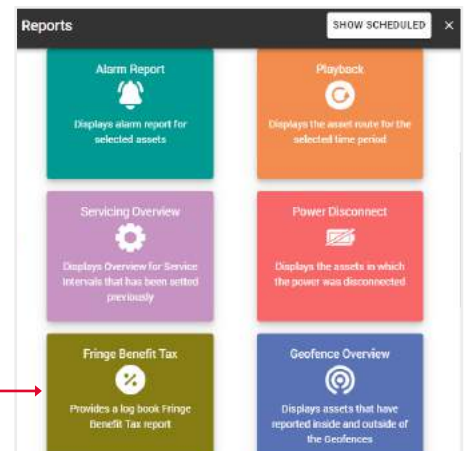 Reports
SHOW SCHEDULED
×
Alarm Report
Displays alarm report for
selected assets
Playback
Displays the asset route for the
selected time period
Servicing Overview
Displays Overview for Service
Intervals that has been setted
previously
Power Disconnect
Displays the assets in which
the power was disconnected
Fringe Benefit Tax
Provides a log book Fringe
Benefit Tax report
Geofence Overview
Displays assets that have
reported inside and outside of
the Geofences